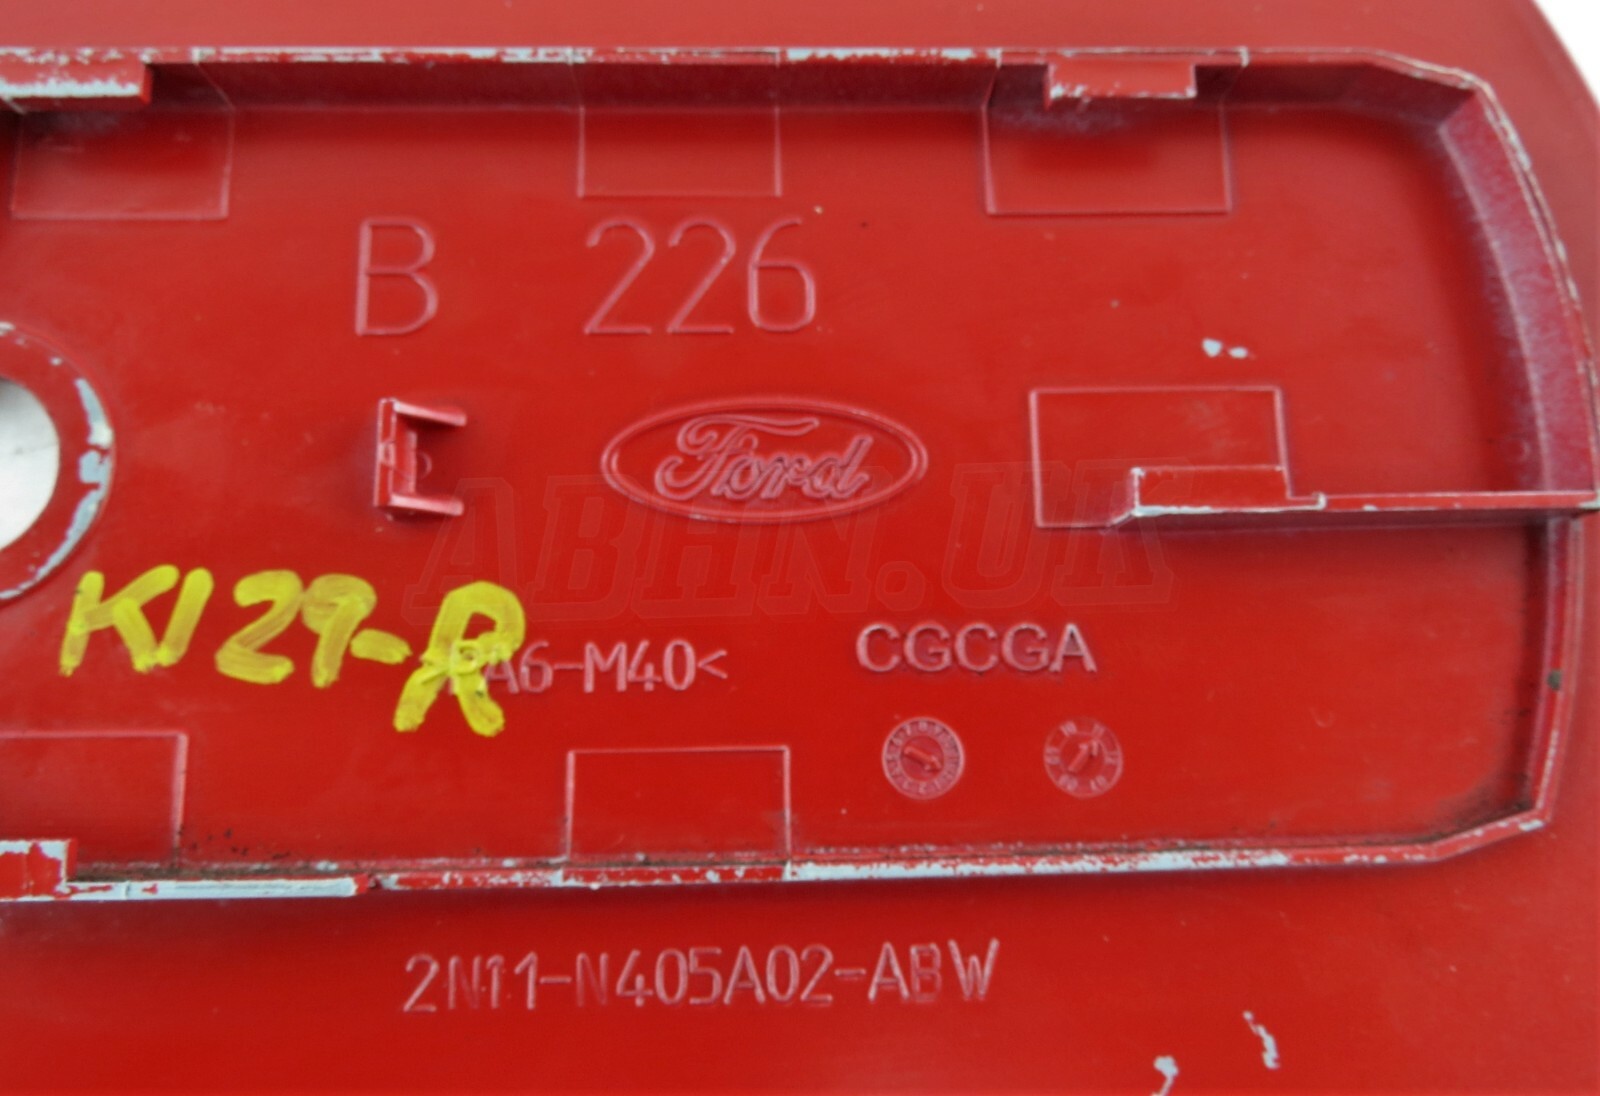 B 226
Ford
ABHN.UK
K129-R
A6-M40<
CGCGA
2N11-N405A02-ABW